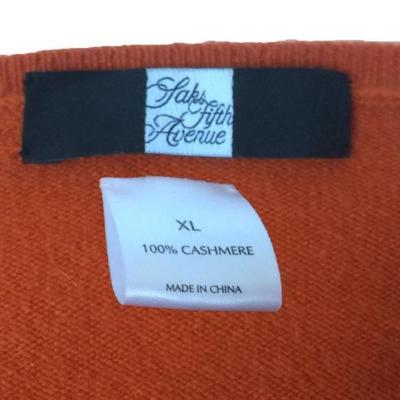 Saks
Fifth
Avenue
XL
100% CASHMERE
MADE IN CHINA